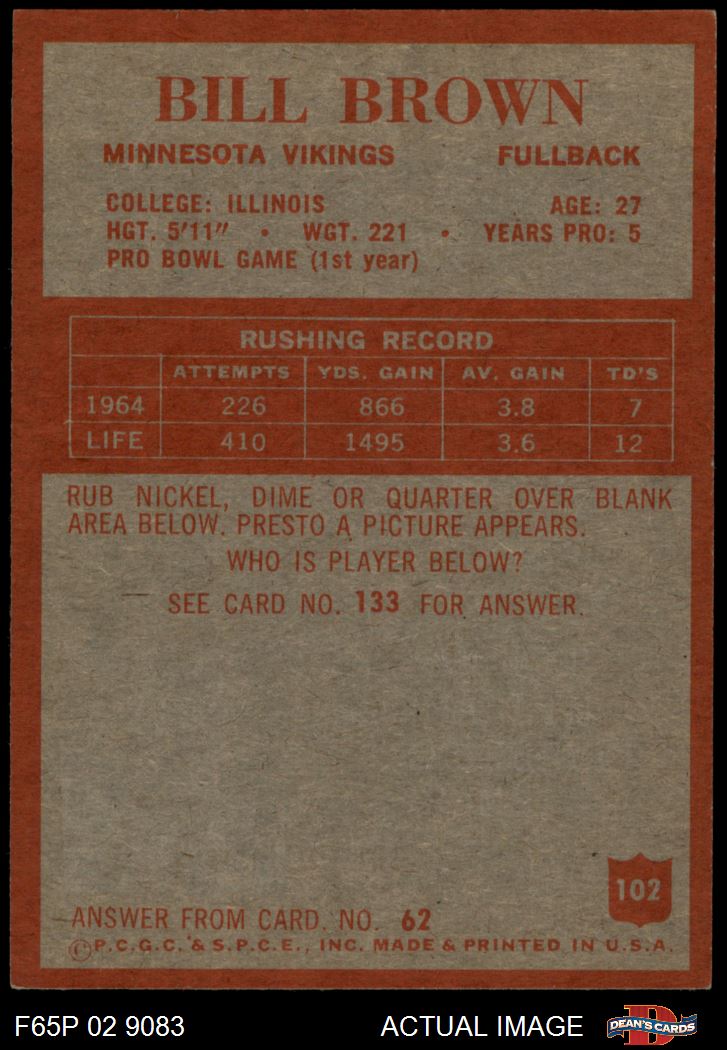 BILL BROWN
MINNESOTA VIKINGS FULLBACK
COLLEGE: ILLINOIS AGE: 27
HGT. 5'11" • WGT. 221 • YEARS PRO: 5
PRO BOWL GAME (1st year)
RUSHING RECORD
ATTEMPTS YDS. GAIN AV. GAIN TD'S
1964 226 866 3.8 7
LIFE 410 1495 3.6 12
RUB NICKEL, DIME OR QUARTER OVER BLANK
AREA BELOW. PRESTO A PICTURE APPEARS.
WHO IS PLAYER BELOW?
SEE CARD NO. 133 FOR ANSWER.
102
ANSWER FROM CARD. NO. 62
©P.C.G.C. & S.P.C.E., INC. MADE & PRINTED IN U.S.A.
F65P 02 9083 ACTUAL IMAGE
D
DEAN'S CARDS